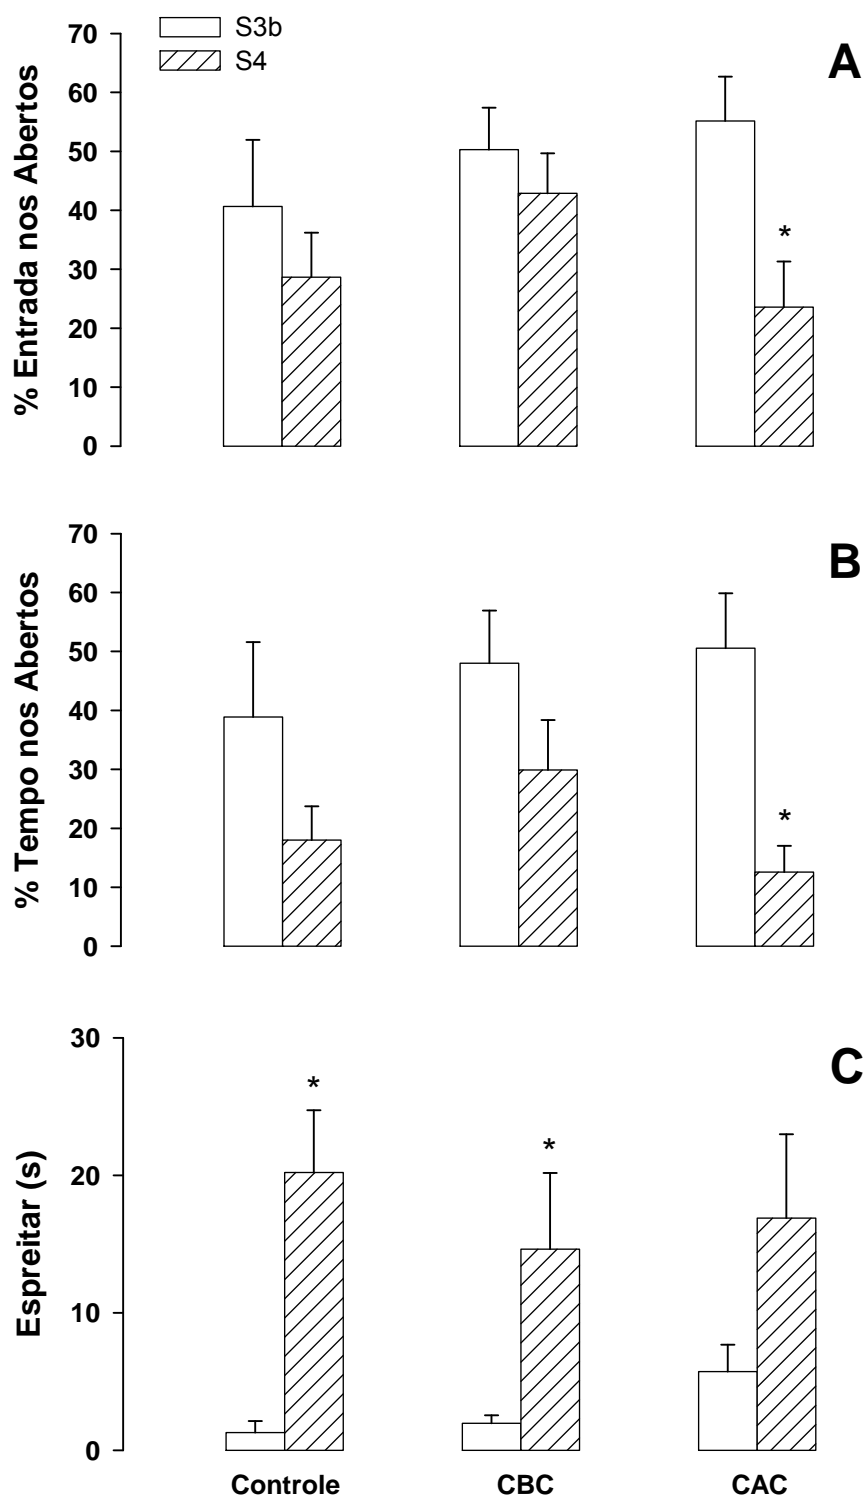 S3b
S4
A
% Entrada nos Abertos
70
60
50
40
30
20
10
0
*
B
% Tempo nos Abertos
70
60
50
40
30
20
10
0
*
C
Espreitar (s)
30
20
10
0
*
*
Controle CBC CAC